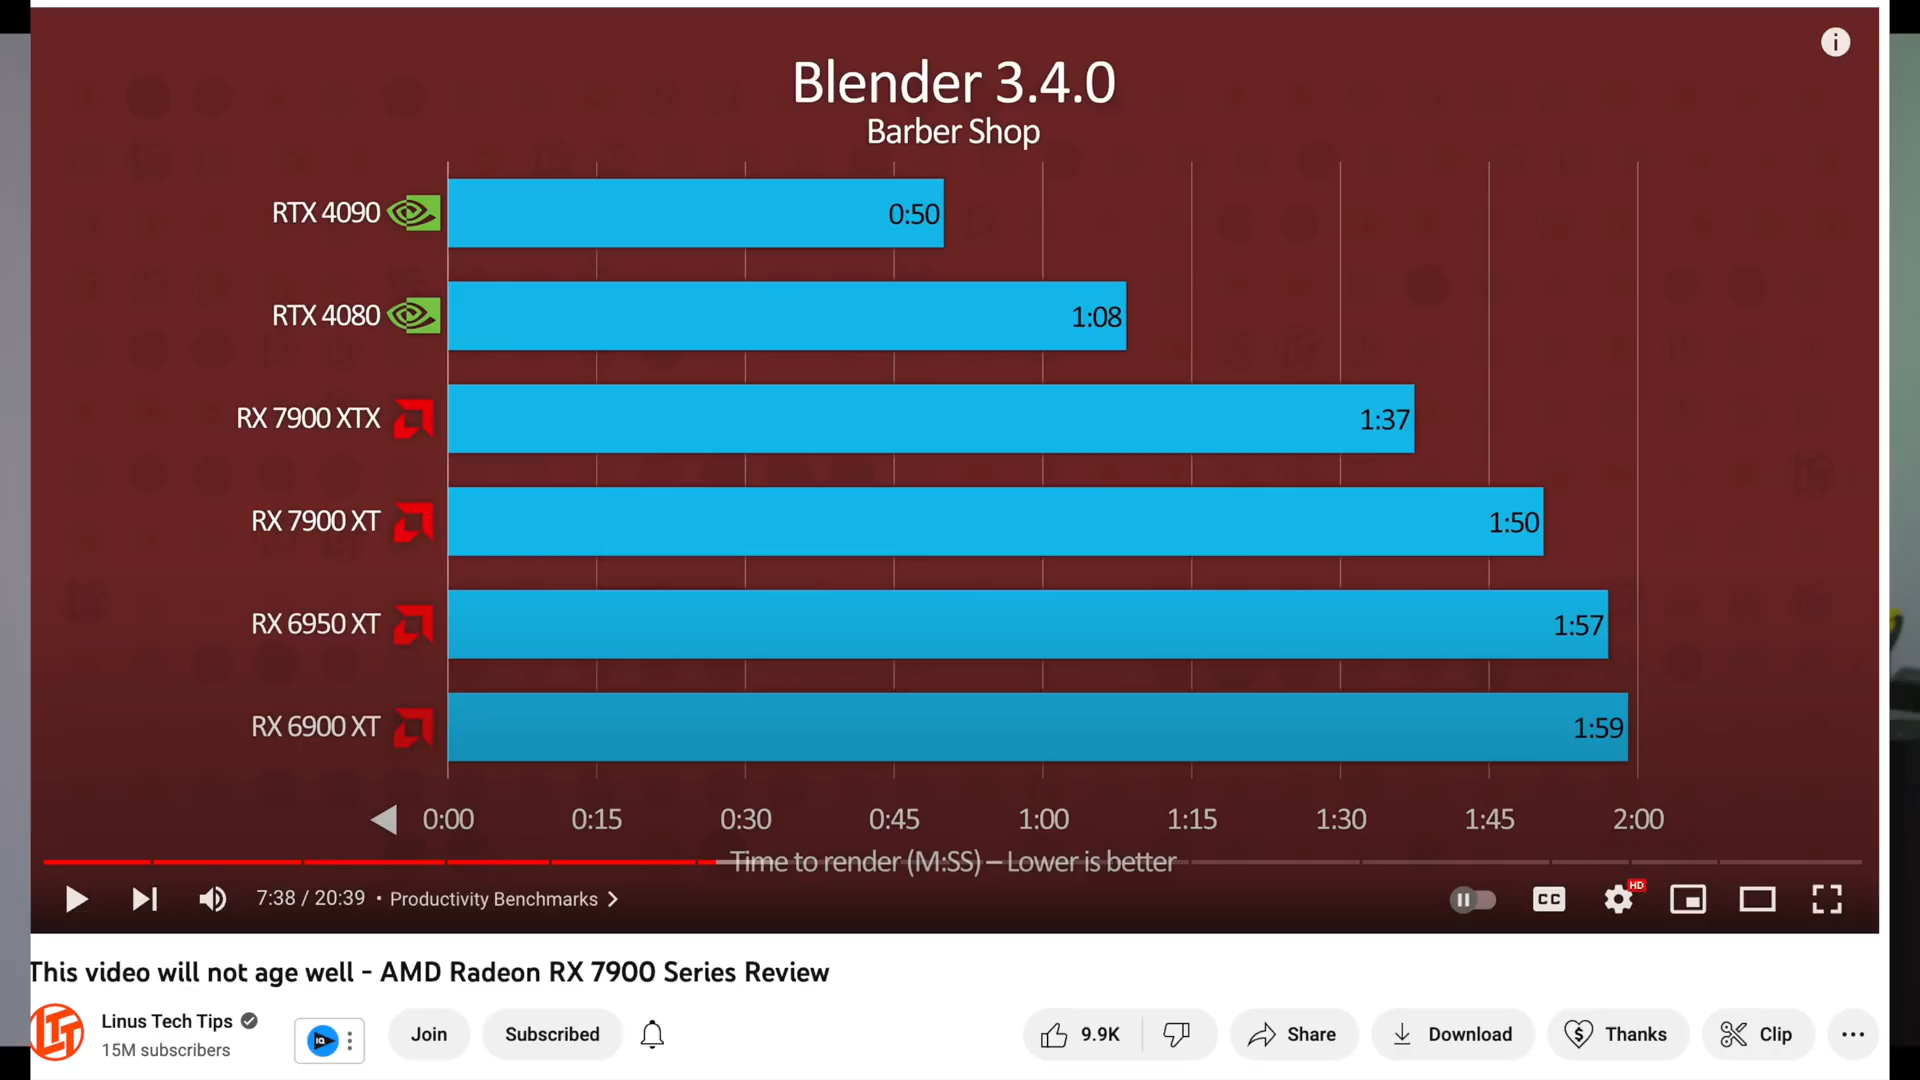 Blender 3.4.0
Barber Shop
RTX 4090 0:50
RTX 4080 1:08
RX 7900 XTX 1:37
RX 7900 XT 1:50
RX 6950 XT 1:57
RX 6900 XT 1:59
0:00 0:15 0:30 0:45 1:00 1:15 1:30 1:45 2:00
Time to render (M:SS) – Lower is better
7:38 / 20:39 • Productivity Benchmarks
CC HD
This video will not age well - AMD Radeon RX 7900 Series Review
Linus Tech Tips
15M subscribers
IQ
Join
Subscribed
9.9K
Share
Download
Thanks
Clip